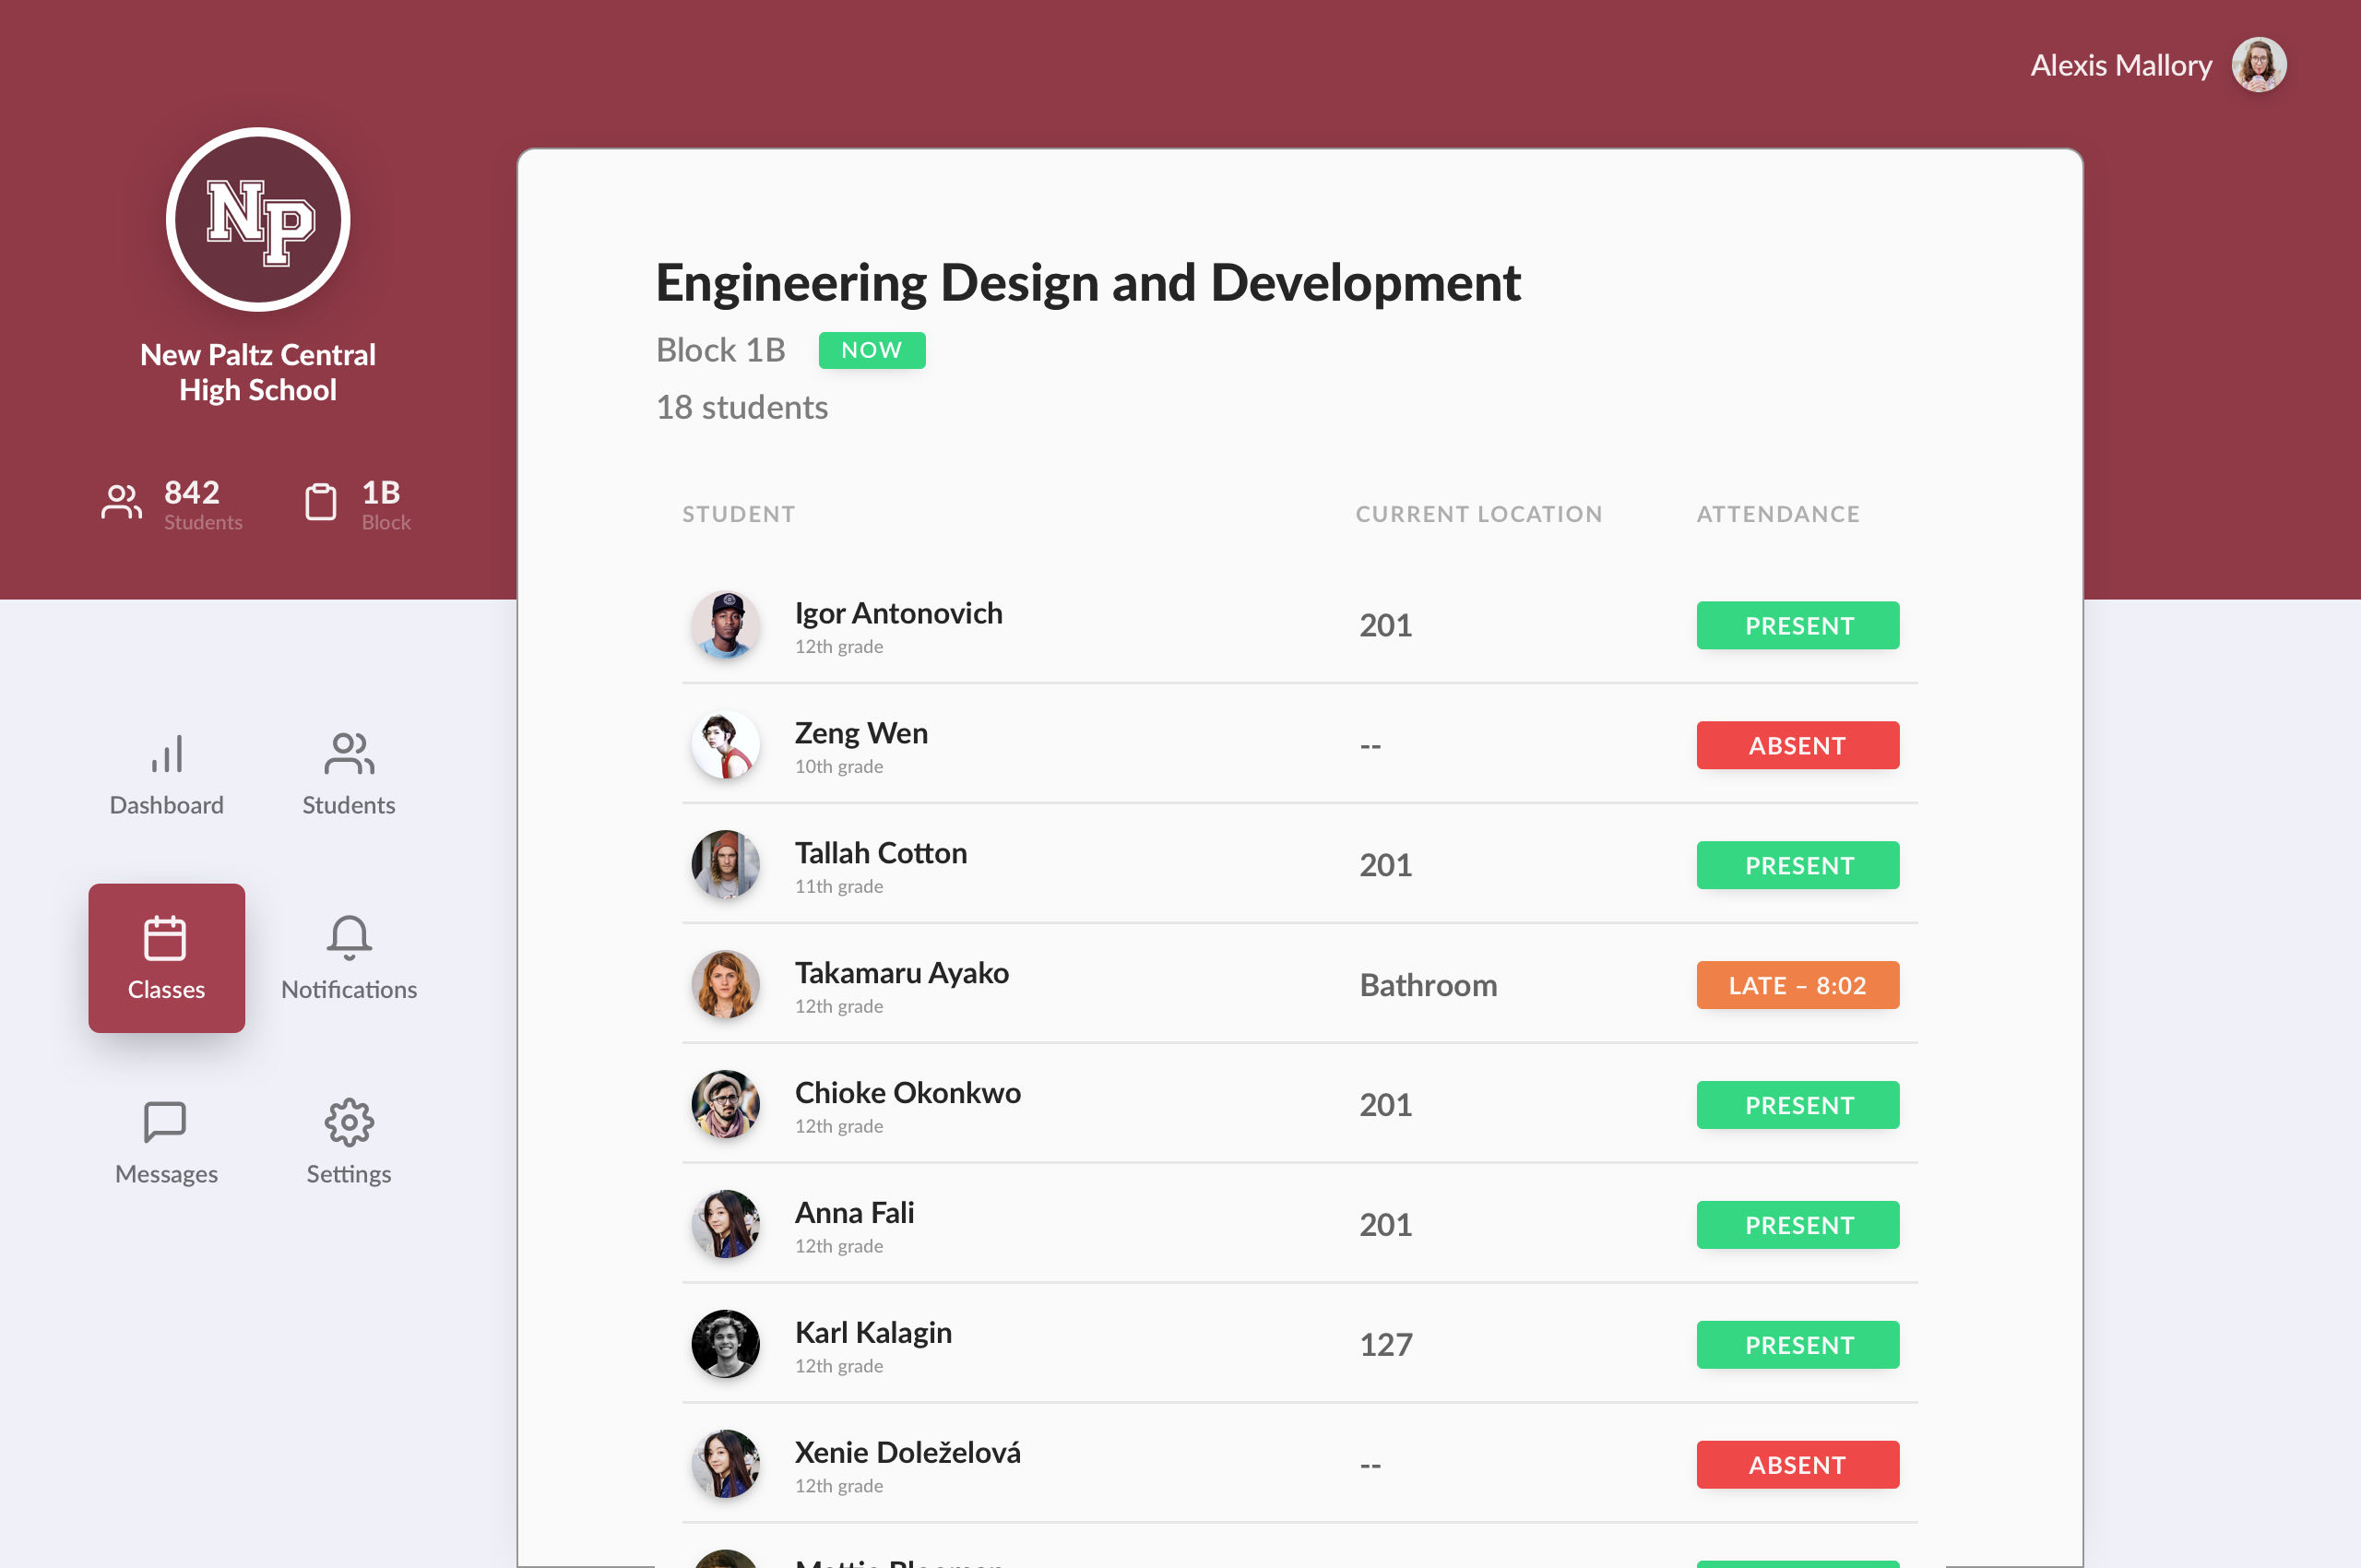 Alexis Mallory
NP
New Paltz Central
High School
842
Students
1B
Block
Dashboard
Students
Classes
Notifications
Messages
Settings
Engineering Design and Development
Block 1B NOW
18 students
STUDENT CURRENT LOCATION ATTENDANCE
Igor Antonovich
12th grade
201
PRESENT
Zeng Wen
10th grade
--
ABSENT
Tallah Cotton
11th grade
201
PRESENT
Takamaru Ayako
12th grade
Bathroom
LATE – 8:02
Chioke Okonkwo
12th grade
201
PRESENT
Anna Fali
12th grade
201
PRESENT
Karl Kalagin
12th grade
127
PRESENT
Xenie Doleželová
12th grade
--
ABSENT